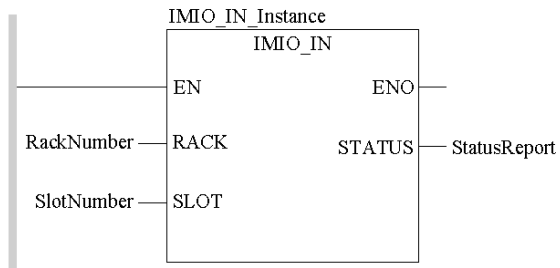 IMIO_IN_Instance
IMIO_IN
EN ENO
RackNumber RACK
STATUS StatusReport
SlotNumber SLOT